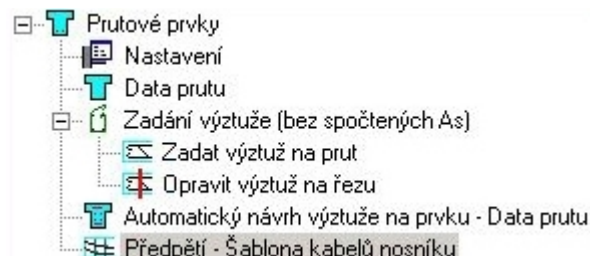 Prutové prvky
Nastavení
Data prutu
Zadání výztuže (bez spočtených As)
Zadat výztuž na prut
Opravit výztuž na řezu
Automatický návrh výztuže na prvku - Data prutu
Předpětí - Šablona kabelů nosníku